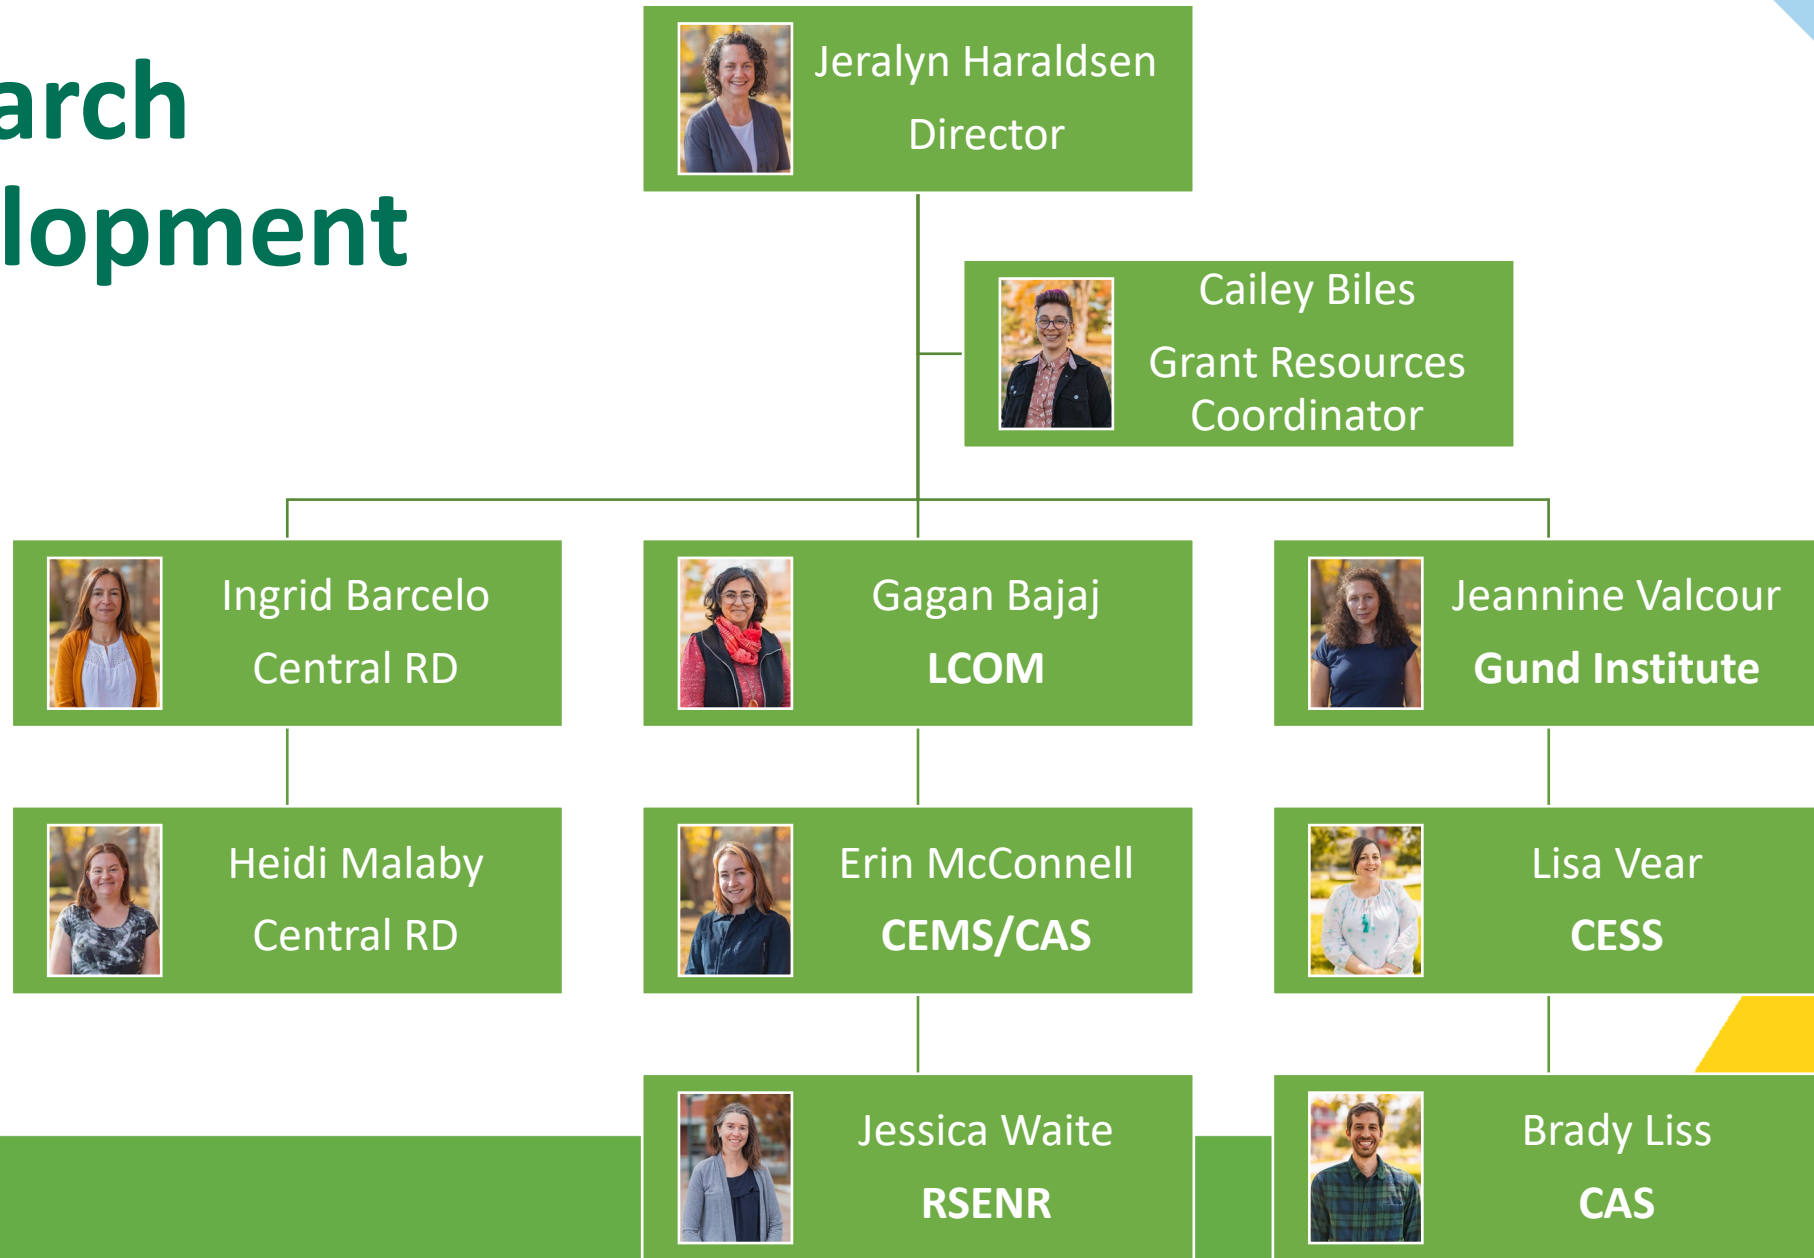 arch
lopment
Jeralyn Haraldsen
Director
Cailey Biles
Grant Resources
Coordinator
Ingrid Barcelo
Central RD
Gagan Bajaj
LCOM
Jeannine Valcour
Gund Institute
Heidi Malaby
Central RD
Erin McConnell
CEMS/CAS
Lisa Vear
CESS
Jessica Waite
RSENR
Brady Liss
CAS